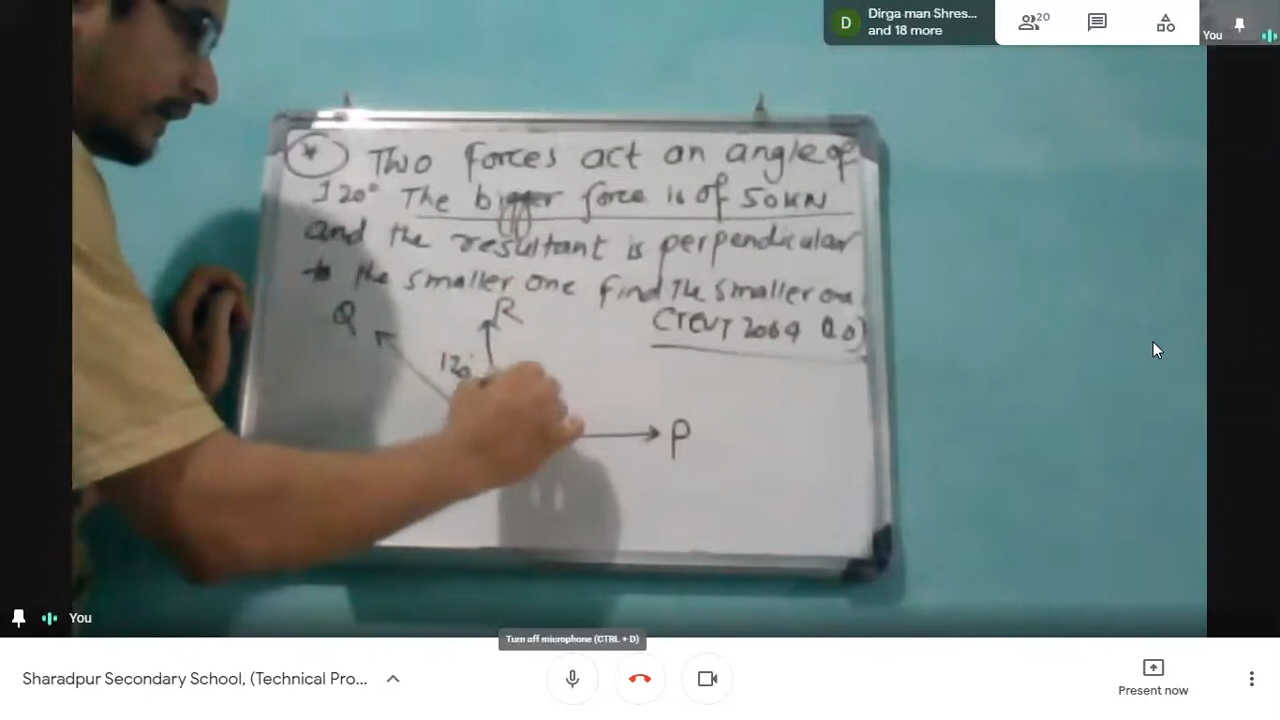 D
Dirga man Shres...
and 18 more
20
You
* Two forces act an angle of
120° The bigger force is of 50KN
and the resultant is perpendicular
to the smaller one find The smaller one
CTEVT 2064
Q
R
120°
P
You
Turn off microphone (CTRL + D)
Sharadpur Secondary School, (Technical Pro...
Present now